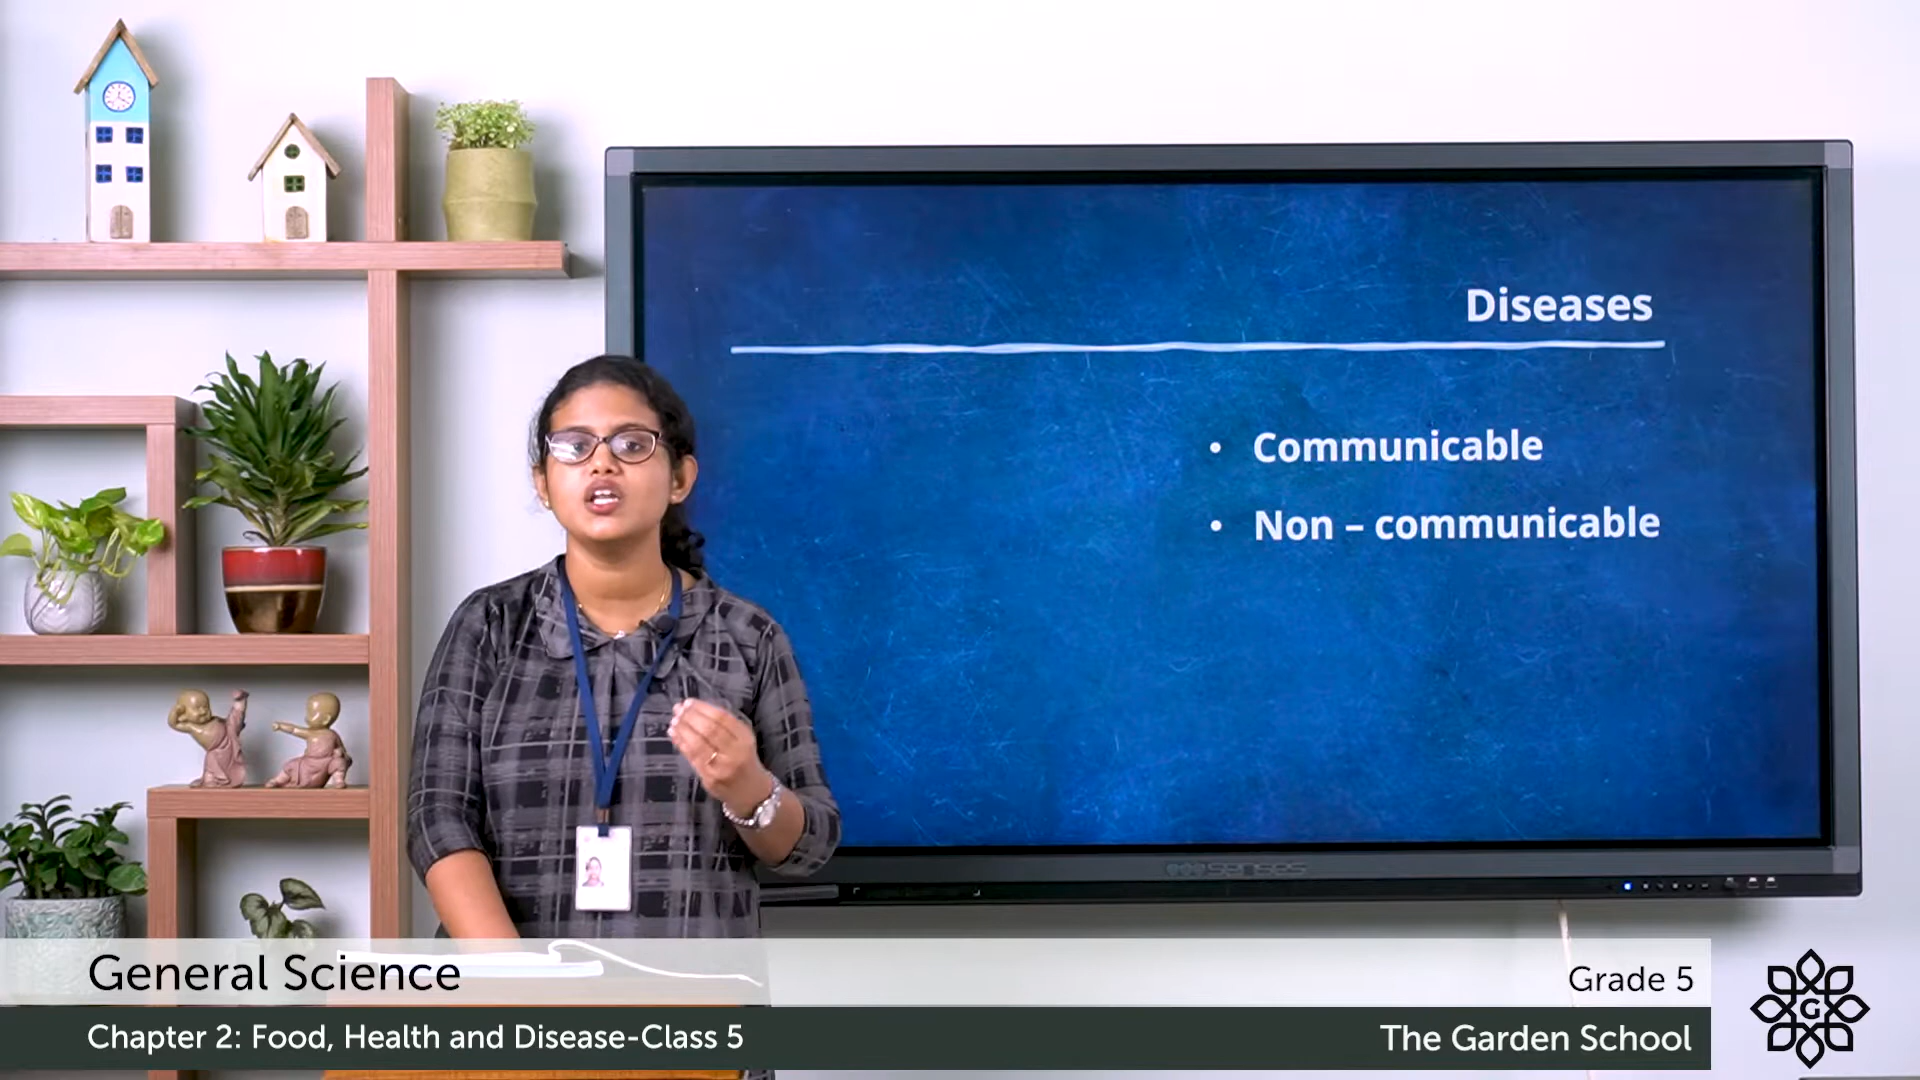 Diseases
• Communicable
• Non – communicable
General Science
Grade 5
Chapter 2: Food, Health and Disease-Class 5
The Garden School
G